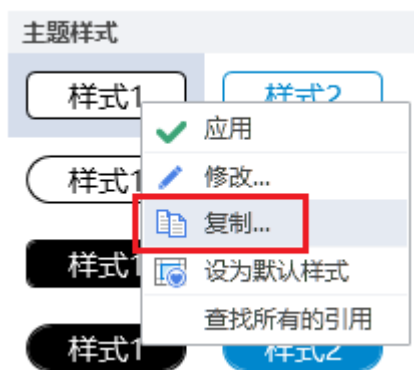 主题样式
样式1
样式2
应用
样式1
修改...
复制...
样式1
设为默认样式
查找所有的引用
样式1
样式2